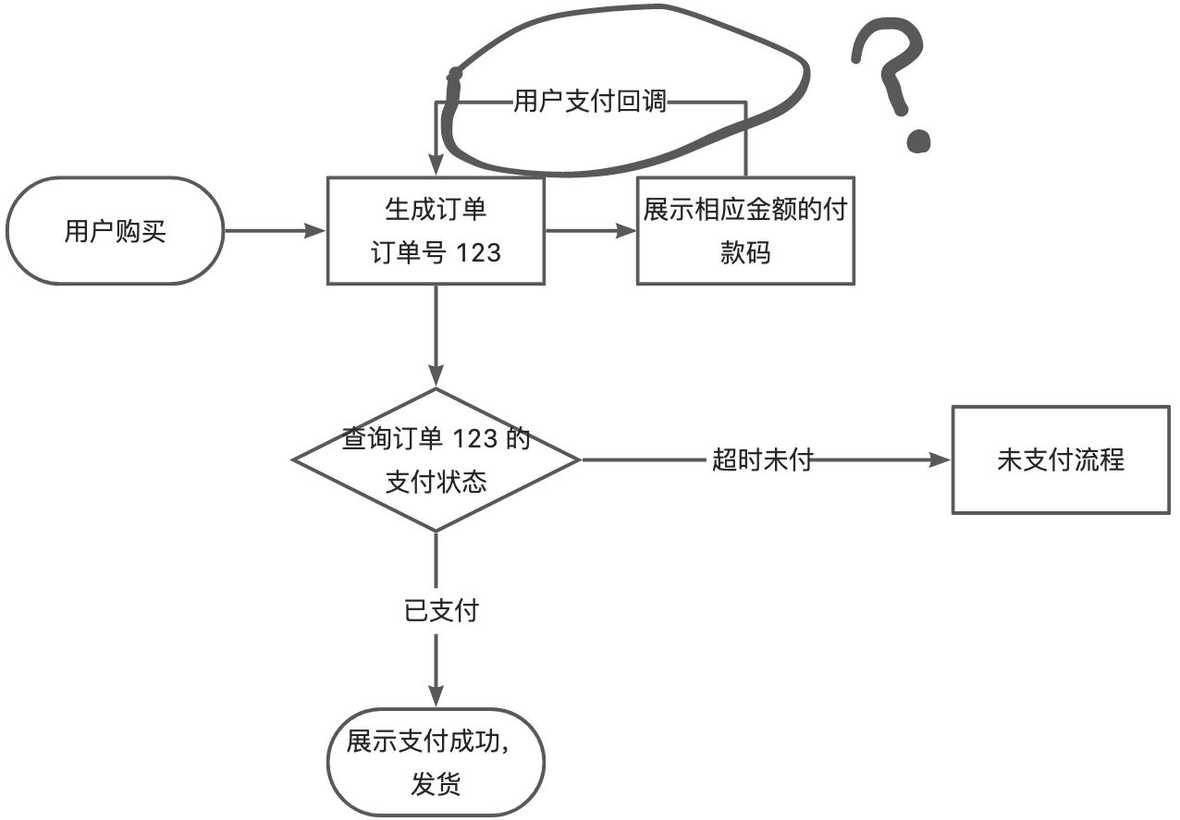 ?
用户支付回调
用户购买
生成订单
订单号 123
展示相应金额的付
款码
查询订单 123 的
支付状态
超时未付
未支付流程
已支付
展示支付成功，
发货